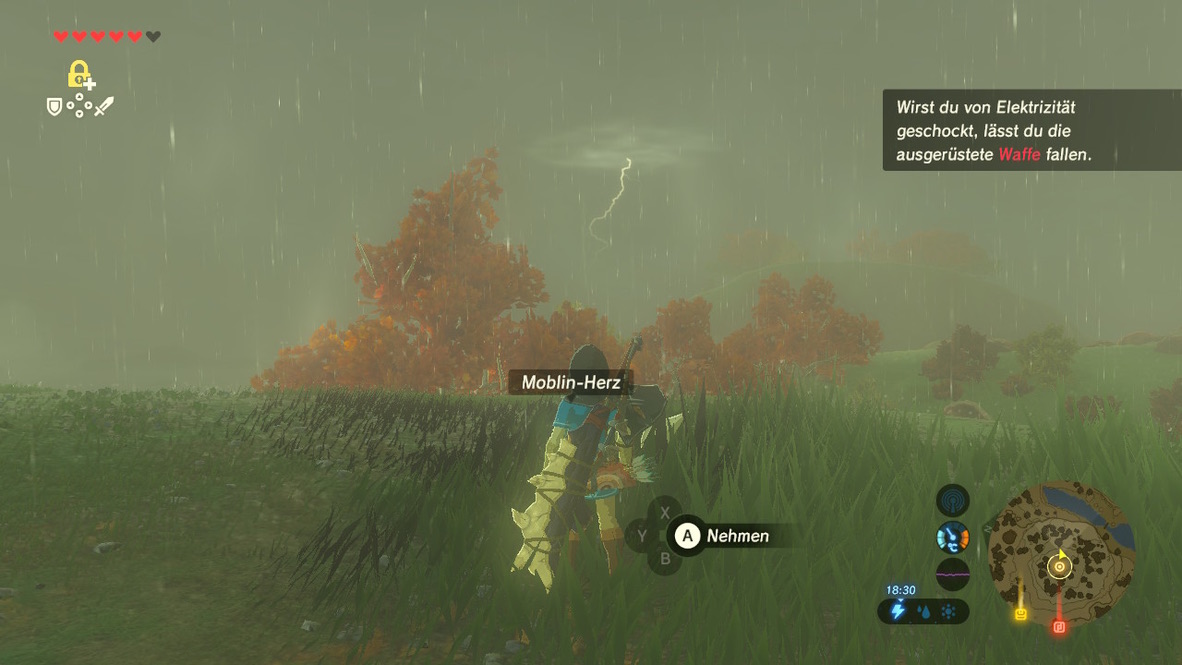 Wirst du von Elektrizität
geschockt, lässt du die
ausgerüstete Waffe fallen.
Moblin-Herz
X
Y
A Nehmen
B
18:30